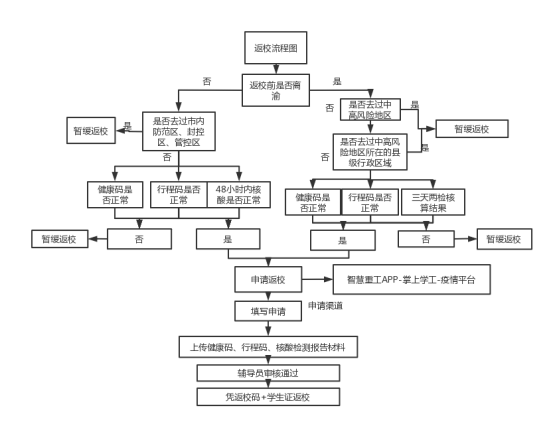 返校流程图
否
是
返校前是否离
渝
是否去过中
高风险地区
否
是
暂缓返校
是
是否去过市内
防范区、封控
区、管控区
暂缓返校
是否去过中高风
险地区所在的县
级行政区域
是
否
否
健康码是
否正常
行程码是否
正常
48小时内核
酸是否正常
健康码是
否正常
行程码是否
正常
三天两检核
算结果
暂缓返校
否
是
是
否
暂缓返校
申请返校
智慧重工APP-掌上学工-疫情平台
填写申请
申请渠道
上传健康码、行程码、核酸检测报告材料
辅导员审核通过
凭返校码+学生证返校